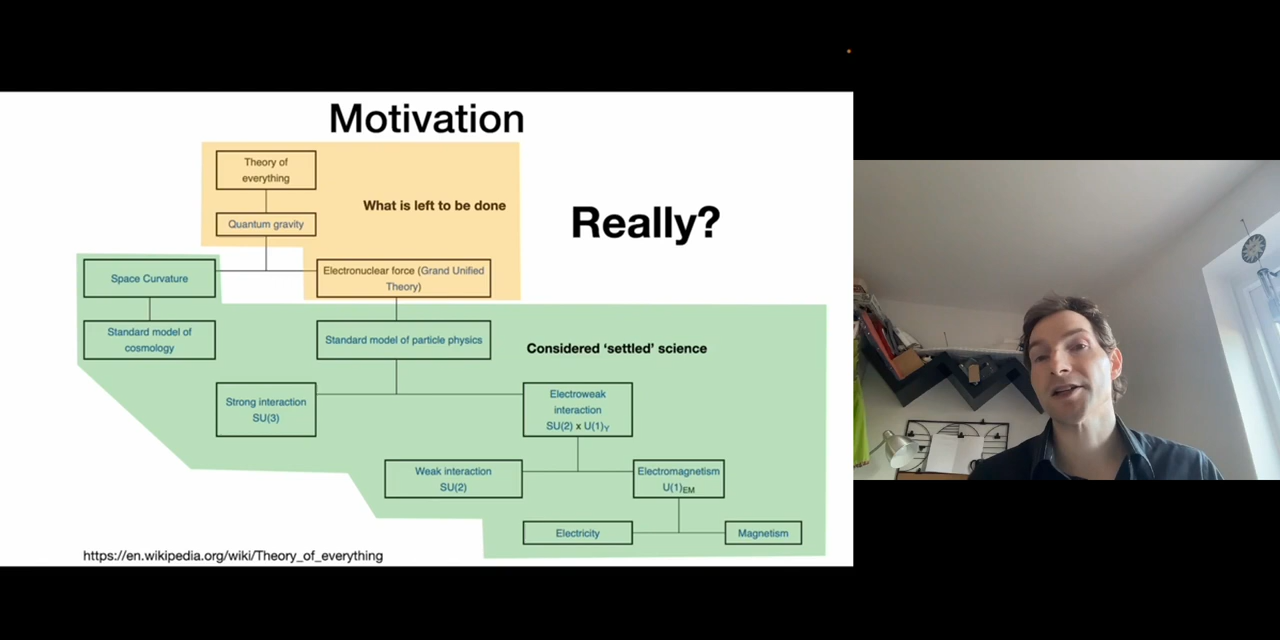 Motivation
Theory of
everything
What is left to be done
Quantum gravity
Really?
Space Curvature
Electronuclear force (Grand Unified
Theory)
Standard model of
cosmology
Standard model of particle physics
Considered ‘settled’ science
Strong interaction
SU(3)
Electroweak
interaction
SU(2) x U(1)Y
Weak interaction
SU(2)
Electromagnetism
U(1)EM
Electricity
Magnetism
https://en.wikipedia.org/wiki/Theory_of_everything